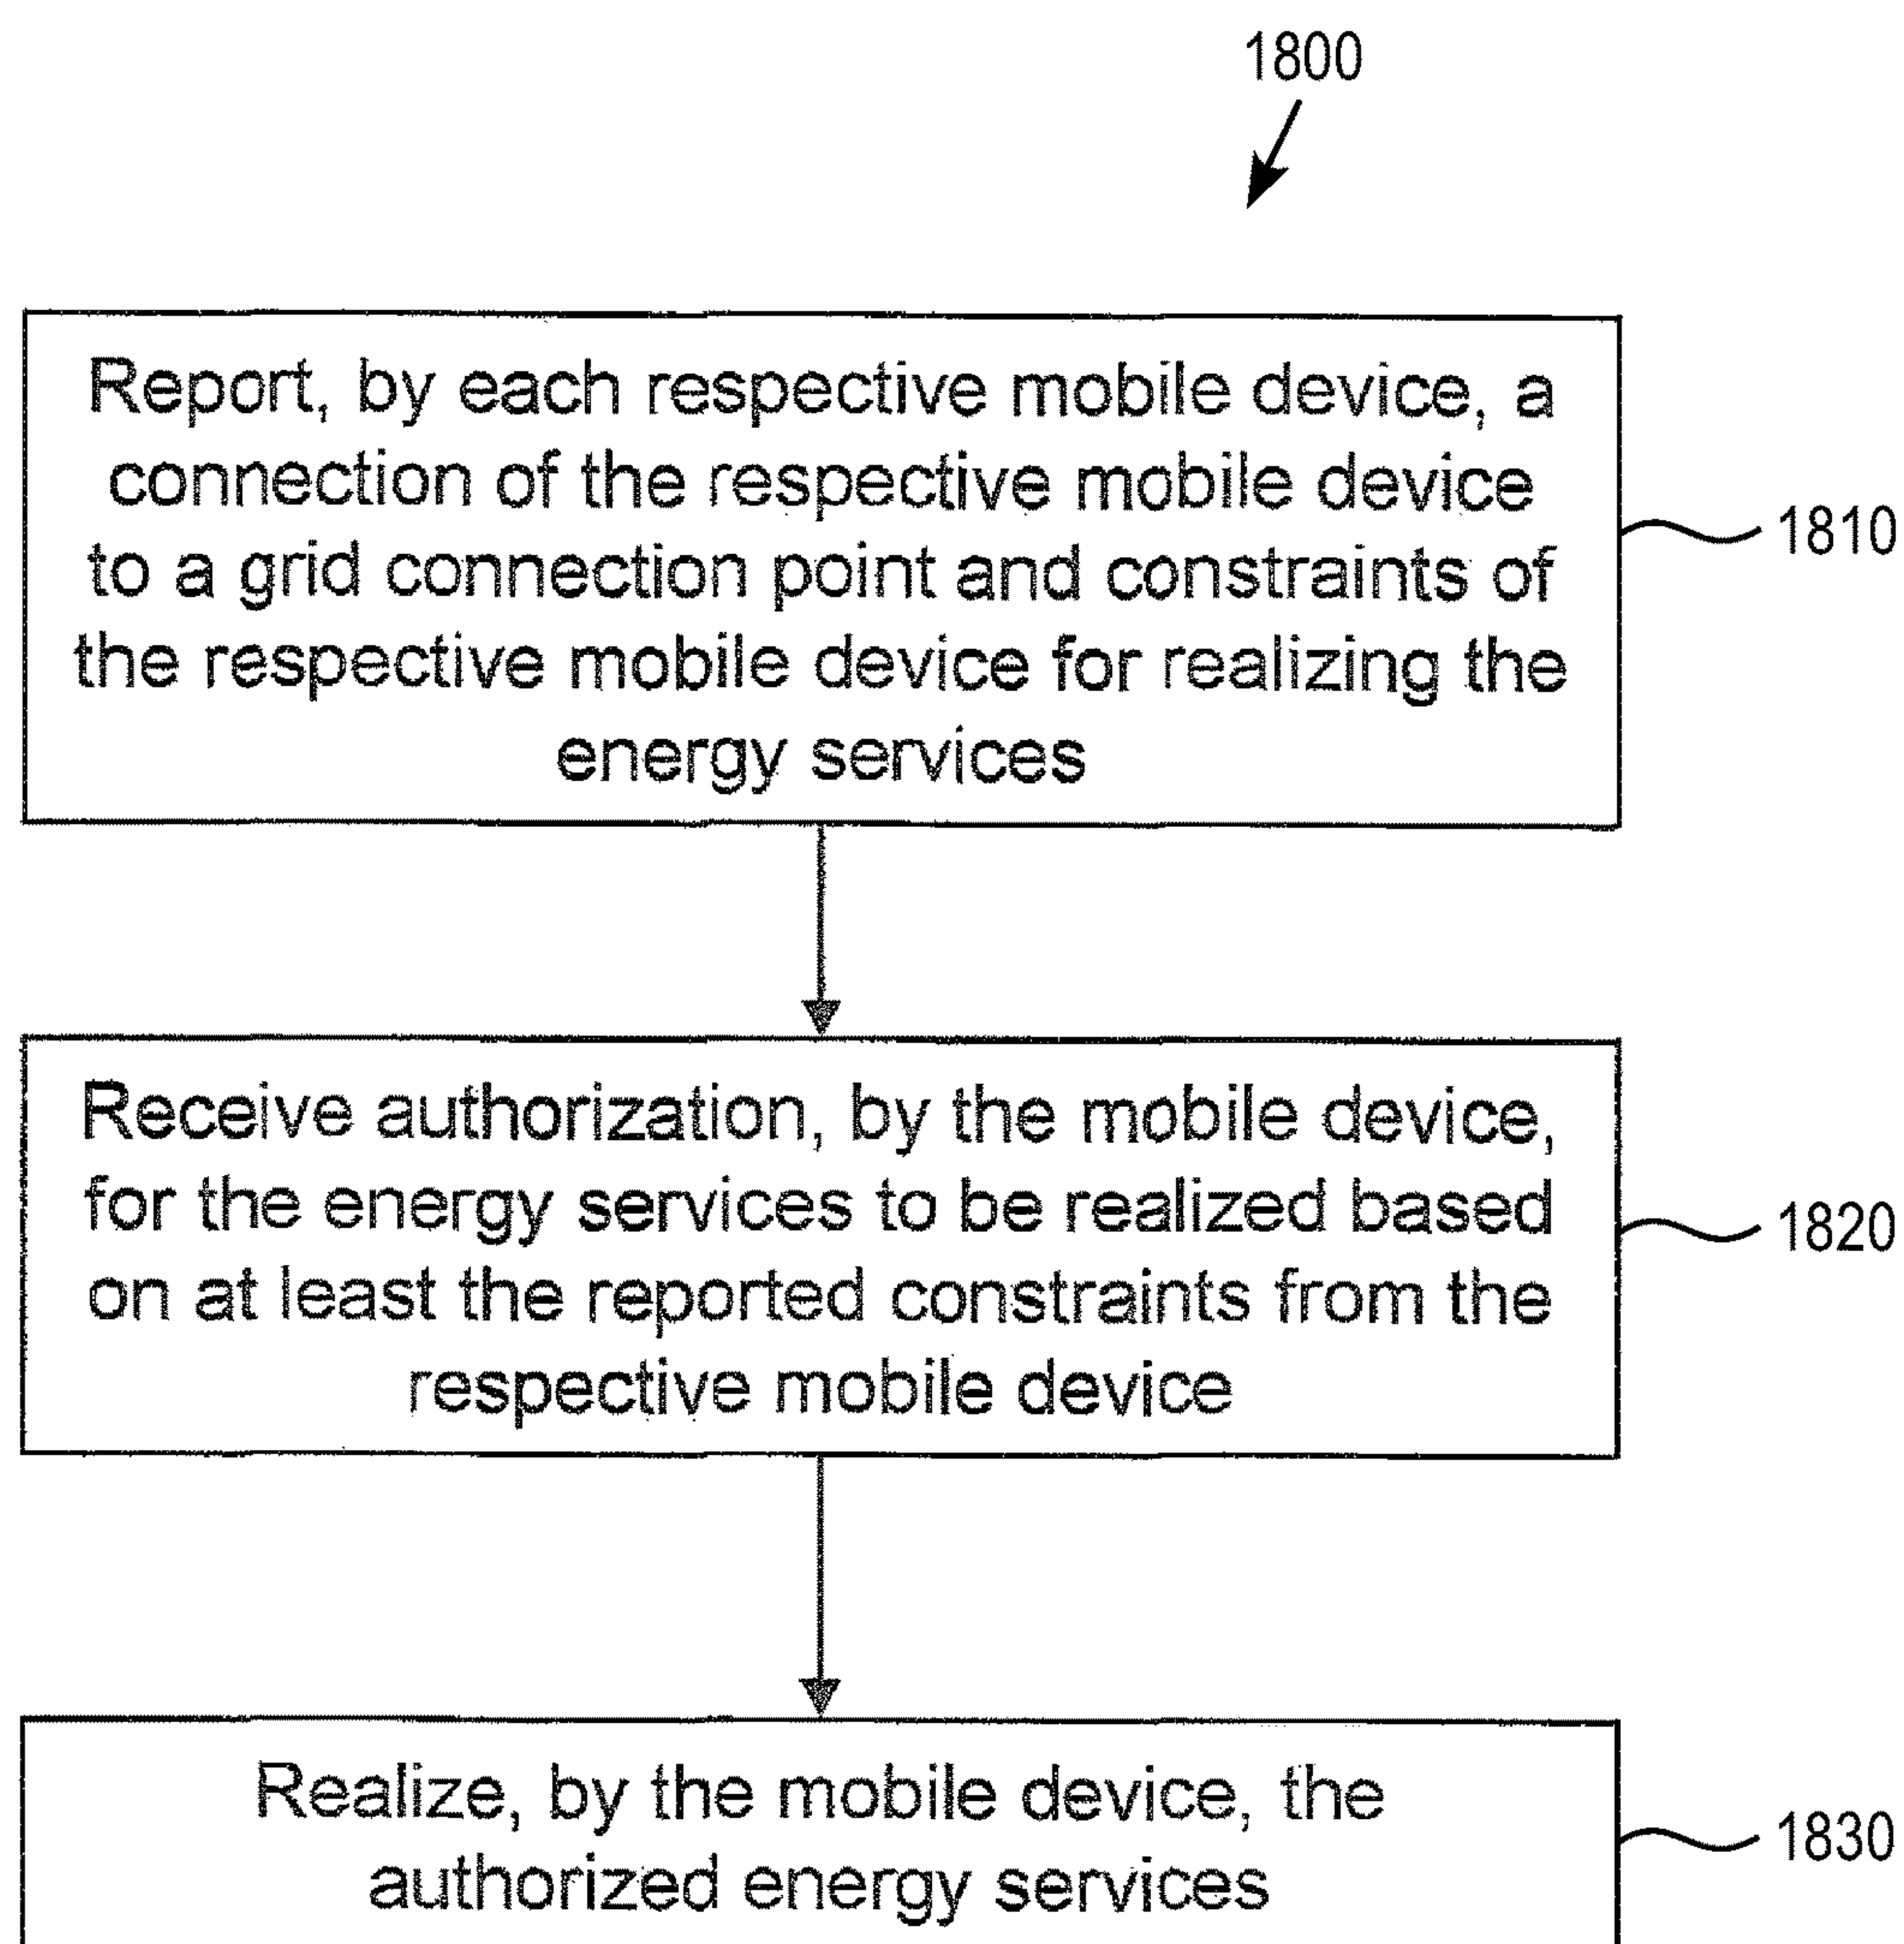 1800
Report, by each respective mobile device, a
connection of the respective mobile device
to a grid connection point and constraints of
the respective mobile device for realizing the
energy services
1810
Receive authorization, by the mobile device,
for the energy services to be realized based
on at least the reported constraints from the
respective mobile device
1820
Realize, by the mobile device, the
authorized energy services
1830